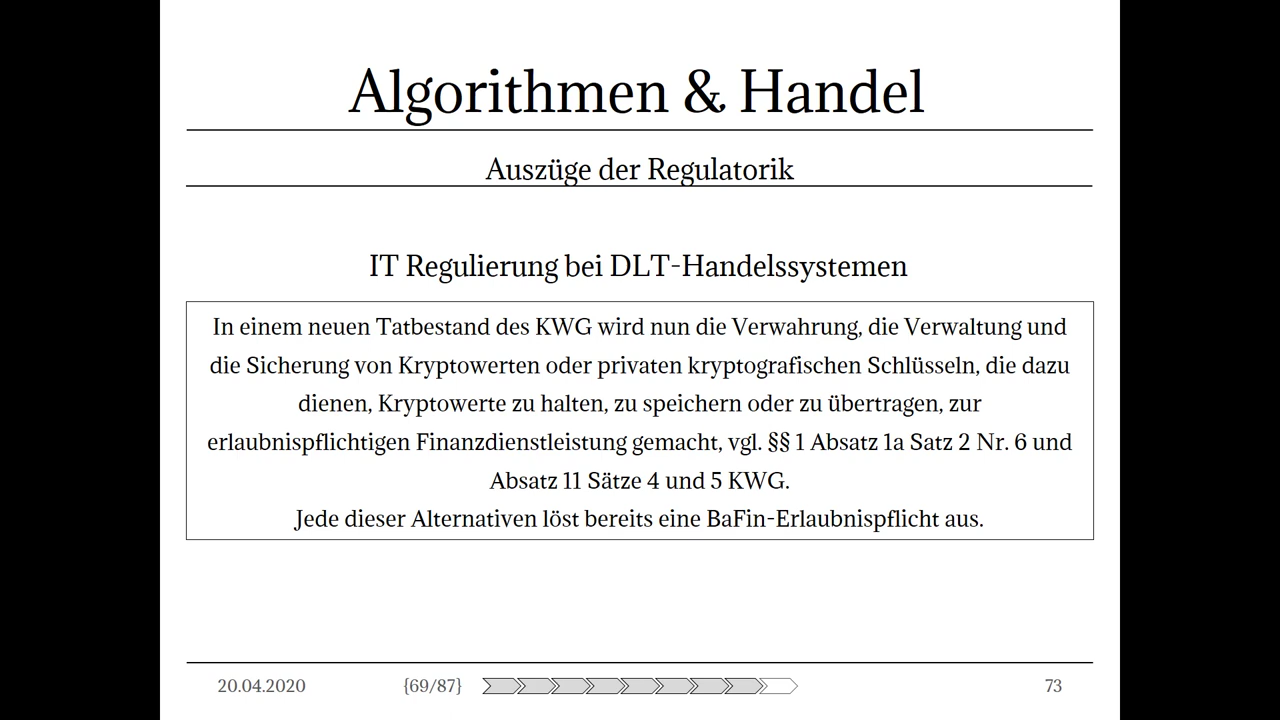 Algorithmen & Handel
Auszüge der Regulatorik
IT Regulierung bei DLT-Handelssystemen
In einem neuen Tatbestand des KWG wird nun die Verwahrung, die Verwaltung und
die Sicherung von Kryptowerten oder privaten kryptografischen Schlüsseln, die dazu
dienen, Kryptowerte zu halten, zu speichern oder zu übertragen, zur
erlaubnispflichtigen Finanzdienstleistung gemacht, vgl. §§ 1 Absatz 1a Satz 2 Nr. 6 und
Absatz 11 Sätze 4 und 5 KWG.
Jede dieser Alternativen löst bereits eine BaFin-Erlaubnispflicht aus.
20.04.2020 {69/87} 73